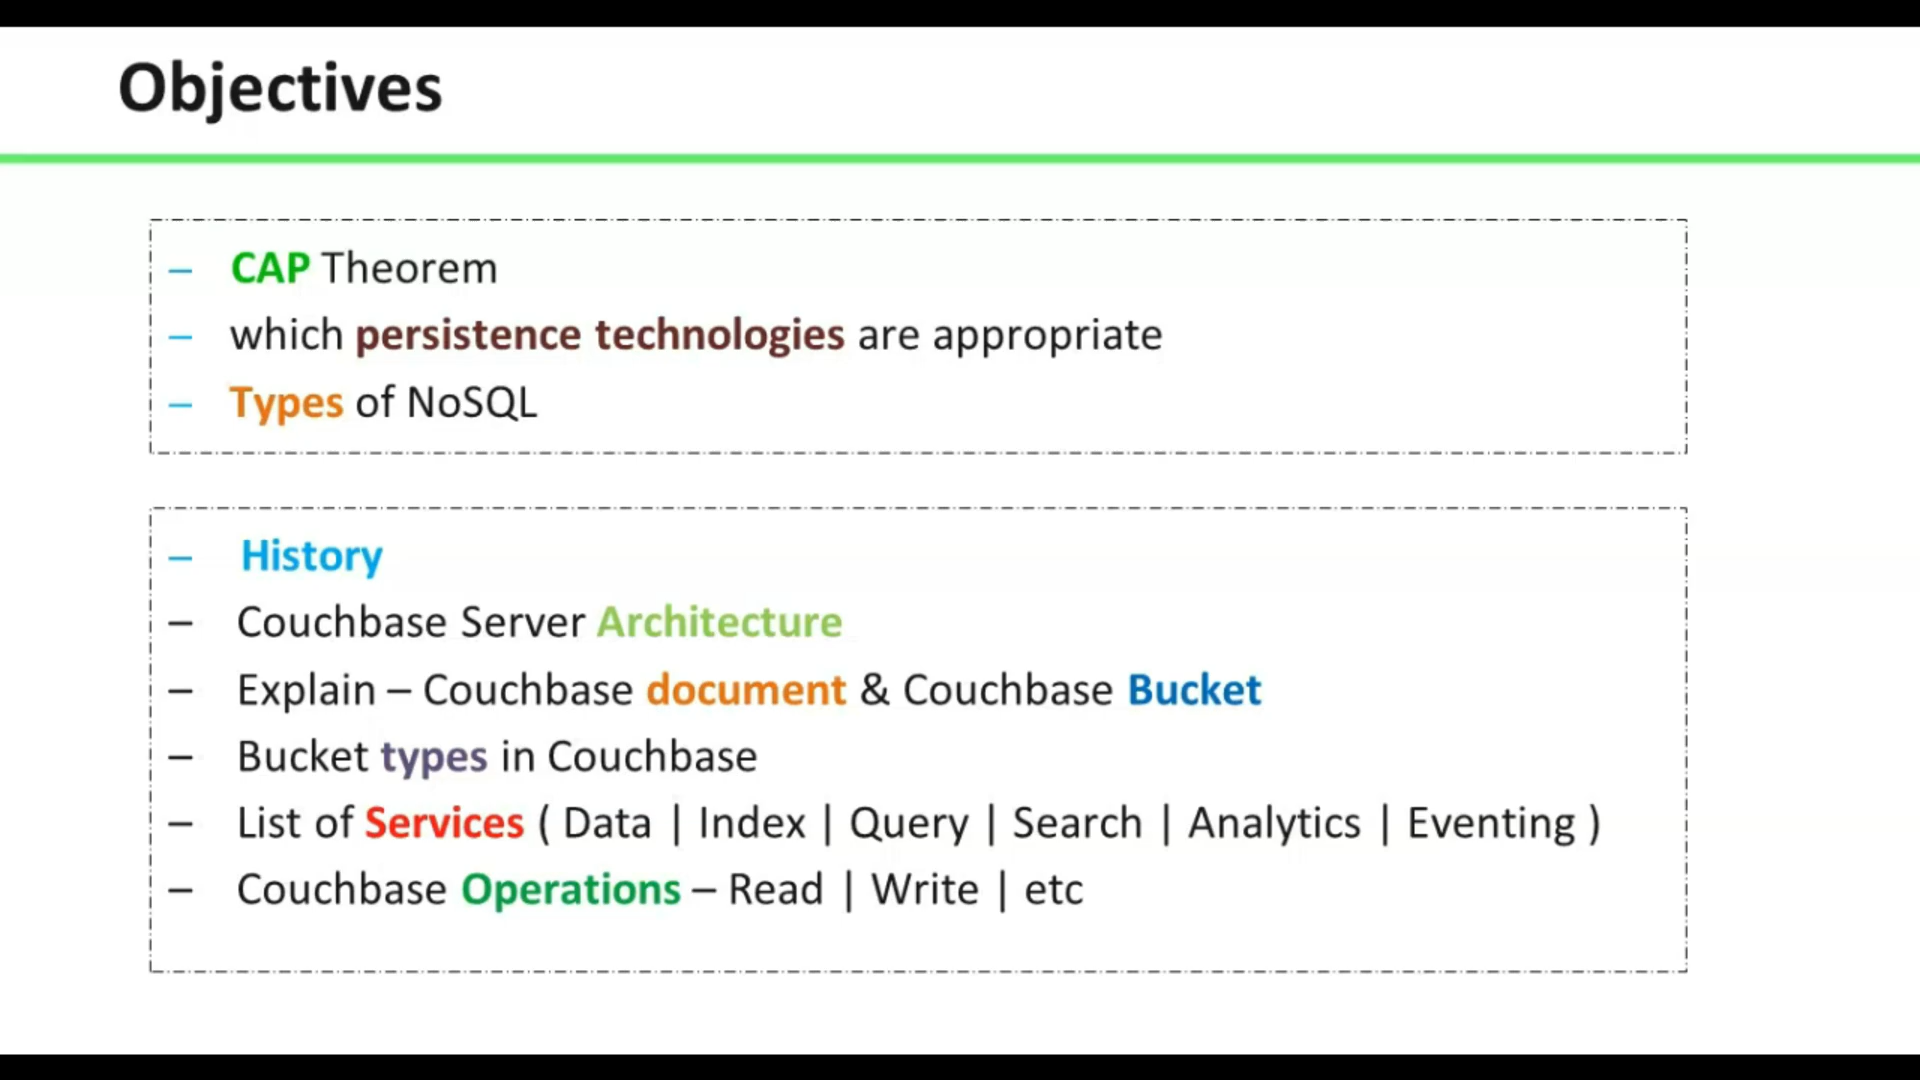 Objectives
– CAP Theorem
– which persistence technologies are appropriate
– Types of NoSQL
– History
– Couchbase Server Architecture
– Explain – Couchbase document & Couchbase Bucket
– Bucket types in Couchbase
– List of Services ( Data | Index | Query | Search | Analytics | Eventing )
– Couchbase Operations – Read | Write | etc